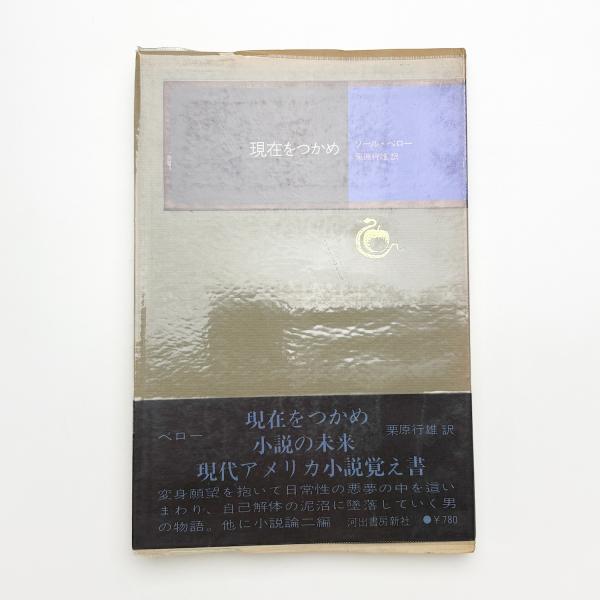 現在をつかめ
ソール・ベロー
栗原行雄 訳
ベロー
現在をつかめ
小説の未来
現代アメリカ小説覚え書
栗原行雄 訳
変身願望を抱いて日常性の悪夢の中を這い
まわり、自己解体の泥沼に墜落していく男
の物語。他に小説論二編
河出書房新社 ●¥780